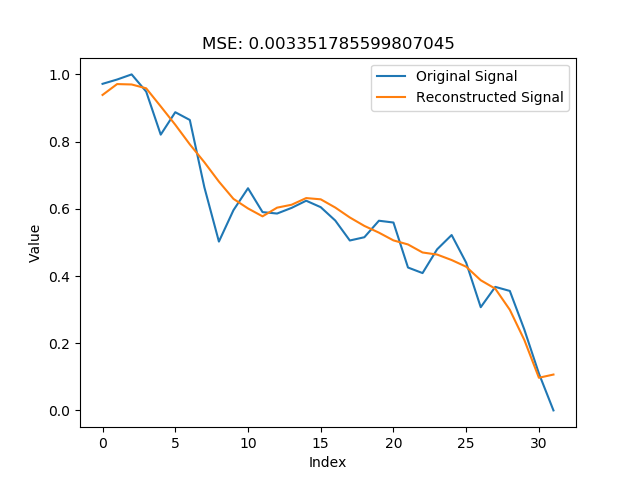 MSE: 0.003351785599807045
Original Signal
Reconstructed Signal
1.0
0.8
0.6
0.4
0.2
0.0
Value
0 5 10 15 20 25 30
Index